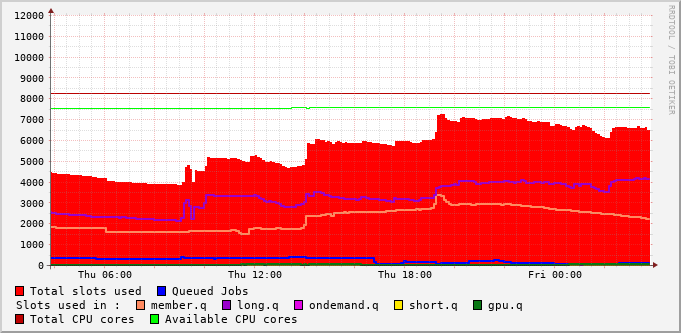 RRDTOOL / TOBI OETIKER
12000
11000
10000
9000
8000
7000
6000
5000
4000
3000
2000
1000
0
Thu 06:00 Thu 12:00 Thu 18:00 Fri 00:00
Total slots used Queued Jobs
Slots used in : member.q long.q ondemand.q short.q gpu.q
Total CPU cores Available CPU cores